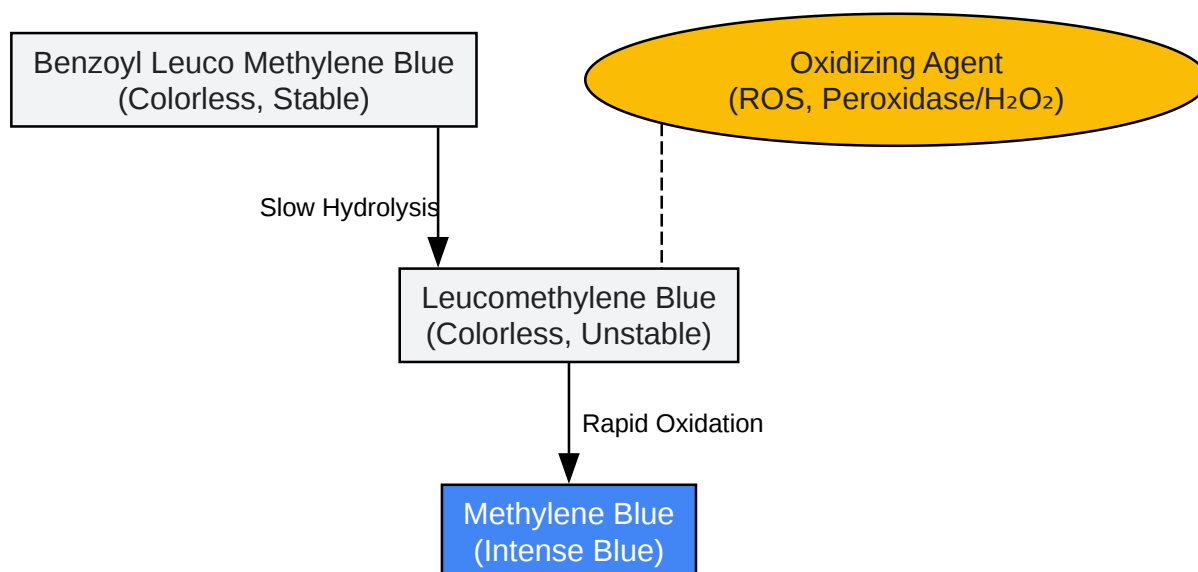 Benzoyl Leuco Methylene Blue
(Colorless, Stable)
Oxidizing Agent
(ROS, Peroxidase/H₂O₂)
Slow Hydrolysis
Leucomethylene Blue
(Colorless, Unstable)
Rapid Oxidation
Methylene Blue
(Intense Blue)